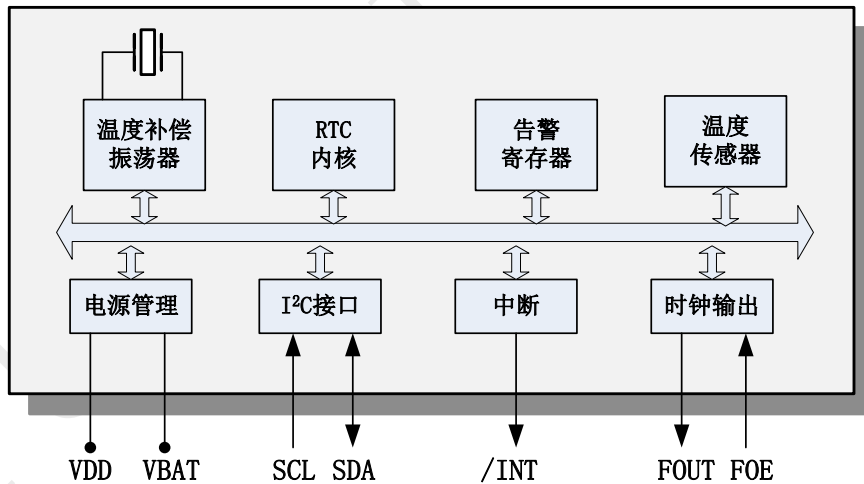 温度补偿
振荡器
RTC
内核
告警
寄存器
温度
传感器
电源管理
I²C接口
中断
时钟输出
VDD VBAT SCL SDA /INT FOUT FOE